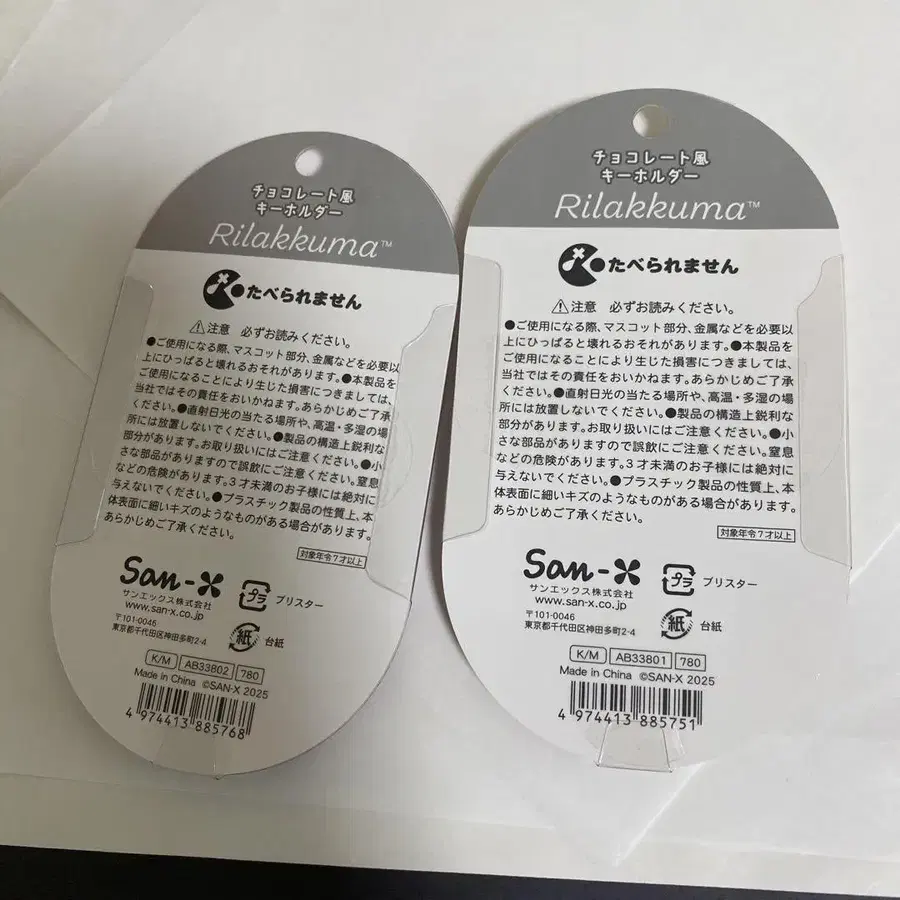 チョコレート風
キーホルダー
Rilakkuma™
たべられません
⚠注意 必ずお読みください。
●ご使用になる際、マスコット部分、金属などを必要以
上にひっぱると壊れるおそれがあります。●本製品を
ご使用になることにより生じた損害につきましては、
当社ではその責任をおいかねます。あらかじめご了承
ください。●直射日光の当たる場所や、高温・多湿の場
所には放置しないでください。●製品の構造上鋭利な
部分があります。お取り扱いにはご注意ください。●小
さな部品がありますので誤飲にご注意ください。窒息
などの危険があります。3才未満のお子様には絶対に
与えないでください。●プラスチック製品の性質上、本
体表面に細いキズのようなものがある場合があります。
あらかじめご了承ください。
対象年令7才以上
San-X
サンエックス株式会社
www.san-x.co.jp
〒101-0046
東京都千代田区神田多町2-4
プラ ブリスター
紙 台紙
K/M AB33802 780
Made in China ©SAN-X 2025
4 974413 885768
チョコレート風
キーホルダー
Rilakkuma™
たべられません
⚠注意 必ずお読みください。
●ご使用になる際、マスコット部分、金属などを必要以
上にひっぱると壊れるおそれがあります。●本製品を
ご使用になることにより生じた損害につきましては、
当社ではその責任をおいかねます。あらかじめご了承
ください。●直射日光の当たる場所や、高温・多湿の場
所には放置しないでください。●製品の構造上鋭利な
部分があります。お取り扱いにはご注意ください。●小
さな部品がありますので誤飲にご注意ください。窒息
などの危険があります。3才未満のお子様には絶対に
与えないでください。●プラスチック製品の性質上、本
体表面に細いキズのようなものがある場合があります。
あらかじめご了承ください。
対象年令7才以上
San-X
サンエックス株式会社
www.san-x.co.jp
〒101-0046
東京都千代田区神田多町2-4
プラ ブリスター
紙 台紙
K/M AB33801 780
Made in China ©SAN-X 2025
4 974413 885751